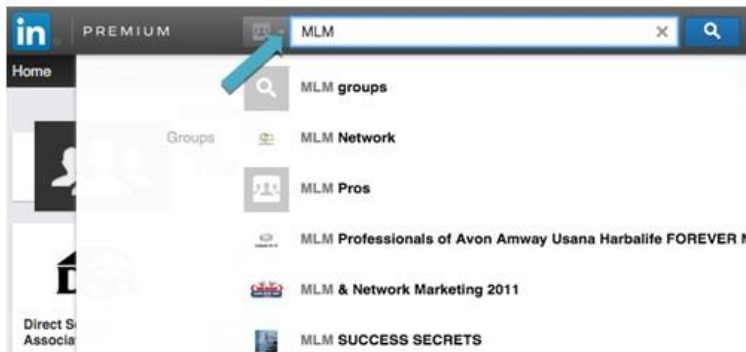 in PREMIUM MLM
Home
MLM groups
Groups MLM Network
MLM Pros
MLM Professionals of Avon Amway Usana Harbalife FOREVER
MLM & Network Marketing 2011
Direct S
Associa
MLM SUCCESS SECRETS